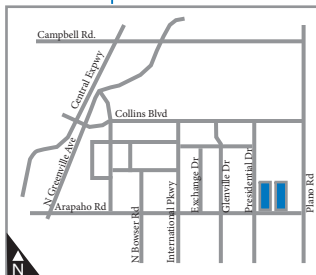 Campbell Rd.
Central Expwy
N Greenville Ave
Collins Blvd
Arapaho Rd
N Bowser Rd
International Pkwy
Exchange Dr
Glenville Dr
Presidential Dr
Plano Rd
N